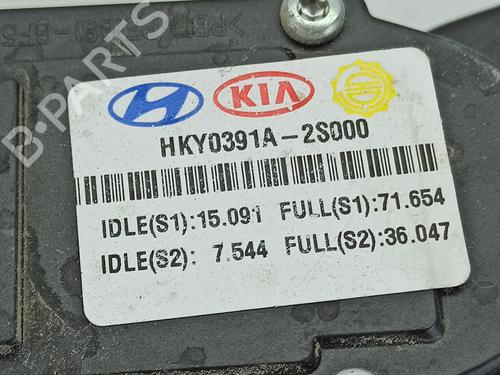 KIA
HKY0391A-2S000
IDLE(S1):15.091 FULL(S1):71.654
IDLE(S2): 7.544 FULL(S2):36.047
B-PARTS